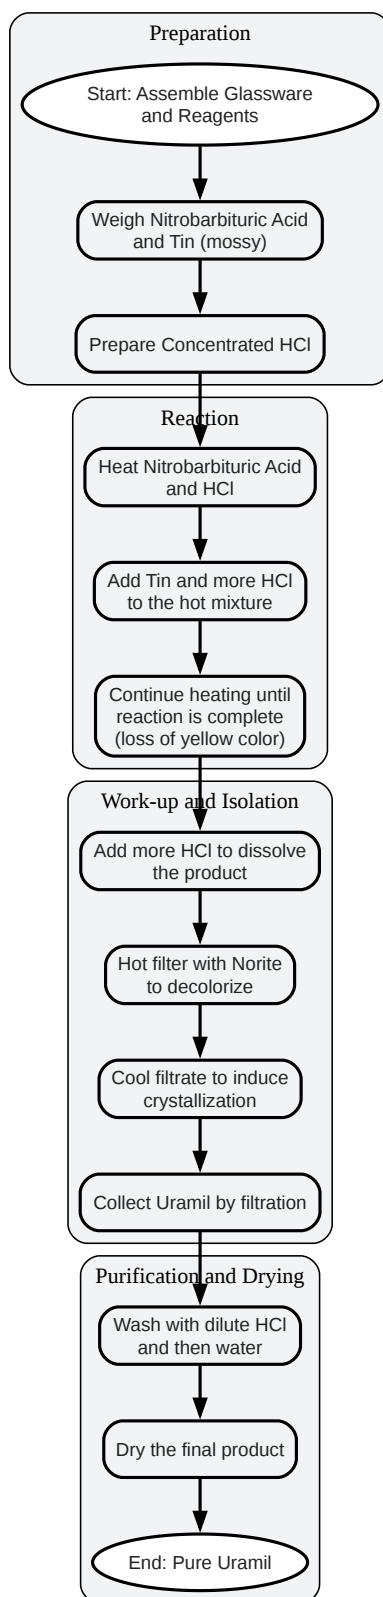 Preparation
Start: Assemble Glassware
and Reagents
Weigh Nitrobarbituric Acid
and Tin (mossy)
Prepare Concentrated HCl
Reaction
Heat Nitrobarbituric Acid
and HCl
Add Tin and more HCl
to the hot mixture
Continue heating until
reaction is complete
(loss of yellow color)
Work-up and Isolation
Add more HCl to dissolve
the product
Hot filter with Norite
to decolorize
Cool filtrate to induce
crystallization
Collect Uramil by filtration
Purification and Drying
Wash with dilute HCl
and then water
Dry the final product
End: Pure Uramil